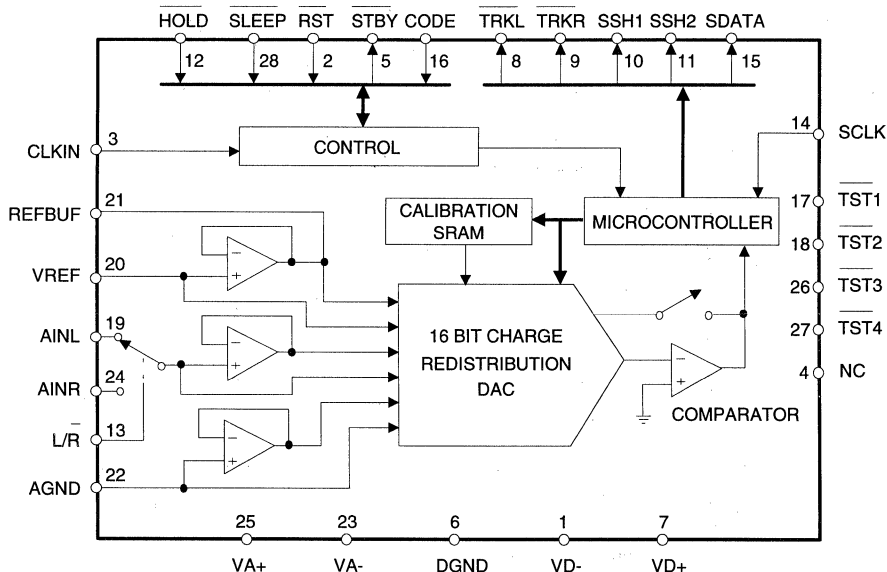 HOLD SLEEP RST STBY CODE TRKL TRKR SSH1 SSH2 SDATA
12 28 2 5 16 8 9 10 11 15
3
CLKIN
CONTROL
14
SCLK
21
REFBUF
CALIBRATION
SRAM
MICROCONTROLLER
17
TST1
18
TST2
20
VREF
26
TST3
19
AINL
16 BIT CHARGE
REDISTRIBUTION
DAC
27
TST4
24
AINR
4
NC
COMPARATOR
13
L/R
22
AGND
- +
- +
- +
- +
25 23 6 1 7
VA+ VA- DGND VD- VD+